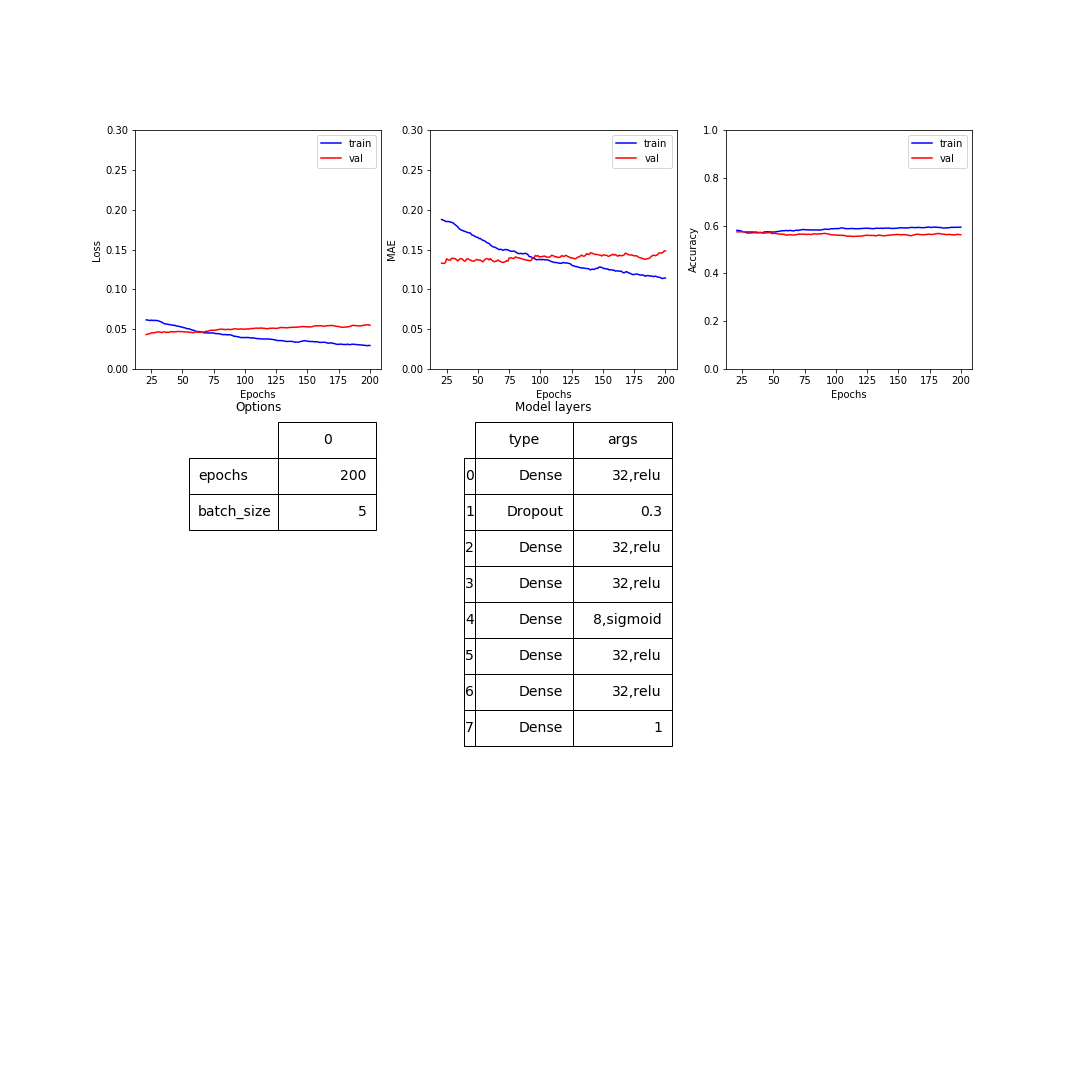 0.30
0.25
0.20
0.15
0.10
0.05
0.00
Loss
train
val
25 50 75 100 125 150 175 200
Epochs
0.30
0.25
0.20
0.15
0.10
0.05
0.00
MAE
train
val
25 50 75 100 125 150 175 200
Epochs
1.0
0.8
0.6
0.4
0.2
0.0
Accuracy
train
val
25 50 75 100 125 150 175 200
Epochs
Options
0
epochs 200
batch_size 5
Model layers
type args
0 Dense 32,relu
1 Dropout 0.3
2 Dense 32,relu
3 Dense 32,relu
4 Dense 8,sigmoid
5 Dense 32,relu
6 Dense 32,relu
7 Dense 1